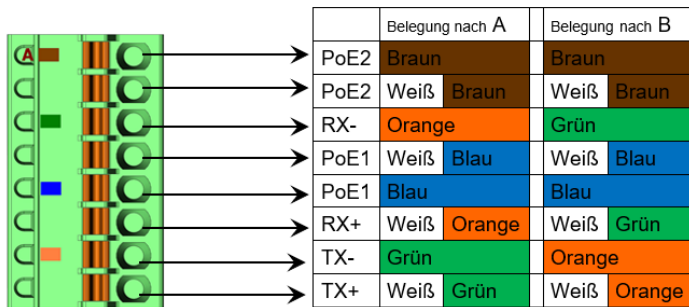 Belegung nach A Belegung nach B
A PoE2 Braun Braun
PoE2 Weiß Braun Weiß Braun
RX- Orange Grün
PoE1 Weiß Blau Weiß Blau
PoE1 Blau Blau
RX+ Weiß Orange Weiß Grün
TX- Grün Orange
TX+ Weiß Grün Weiß Orange